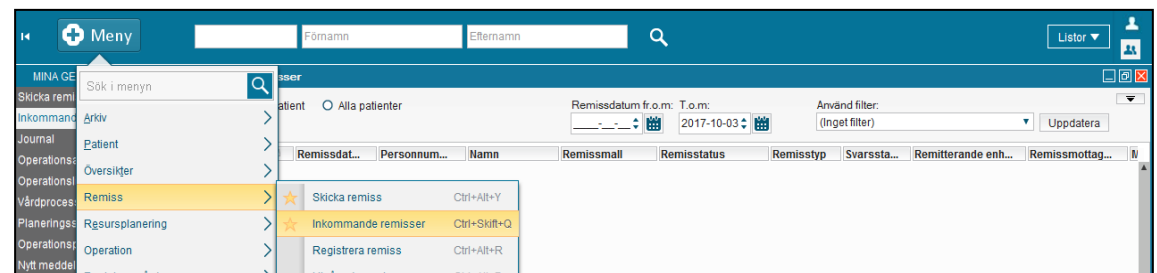 Meny
Förnamn
Efternamn
Listor
MINA GE
sser
Sök i menyn
Skicka remi
atient
Alla patienter
Remissdatum fr.o.m:
T.o.m:
Använd filter:
Inkommand
Arkiv
_ _ _ _-_ _-_ _
2017-10-03
(Inget filter)
Uppdatera
Journal
Patient
Remissdat...
Personnum...
Namn
Remissmall
Remisstatus
Remisstyp
Svarssta...
Remitterande enh...
Remissmottag...
Operationsa
Översikter
Operationsl
Remiss
Skicka remiss
Ctrl+Alt+Y
Vårdproces
Planeringss
Resursplanering
Inkommande remisser
Ctrl+Skift+Q
Operationsp
Operation
Registrera remiss
Ctrl+Alt+R
Nytt meddel